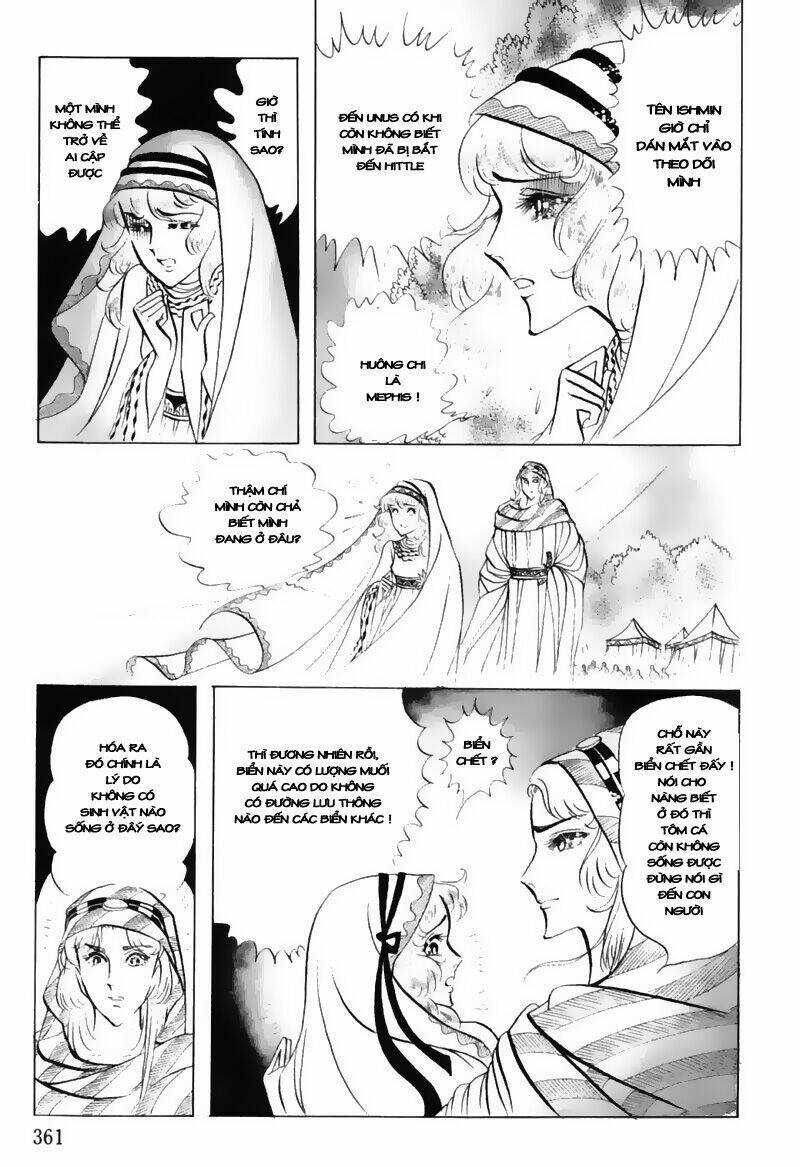 TÊN ISHMIN
GIỜ CHỈ
DÁN MẮT VÀO
THEO DÕI
MÌNH
ĐẾN UNUS CÓ KHI
CÒN KHÔNG BIẾT
MÌNH ĐÃ BỊ BẮT
ĐẾN HITTLE
HUỐNG CHI
LÀ
MEPHIS !
GIỜ
THÌ
TÍNH
SAO?
MỘT MÌNH
KHÔNG THỂ
TRỞ VỀ
AI CẬP
ĐƯỢC
THẬM CHÍ
MÌNH CÒN CHẢ
BIẾT MÌNH
ĐANG Ở ĐÂU?
CHỖ NÀY
RẤT GẦN
BIỂN CHẾT ĐẤY !
NÓI CHO
NÀNG BIẾT
Ở ĐÓ THÌ
TÔM CÁ
CÒN KHÔNG
SỐNG ĐƯỢC
ĐỪNG NÓI GÌ
ĐẾN CON
NGƯỜI
BIỂN
CHẾT ?
THÌ ĐƯƠNG NHIÊN RỒI,
BIỂN NÀY CÓ LƯỢNG MUỐI
QUÁ CAO DO KHÔNG
CÓ ĐƯỜNG LƯU THÔNG
NÀO ĐẾN CÁC BIỂN KHÁC !
HÓA RA
ĐÓ CHÍNH LÀ
LÝ DO
KHÔNG CÓ
SINH VẬT NÀO
SỐNG Ở ĐÂY SAO?
361